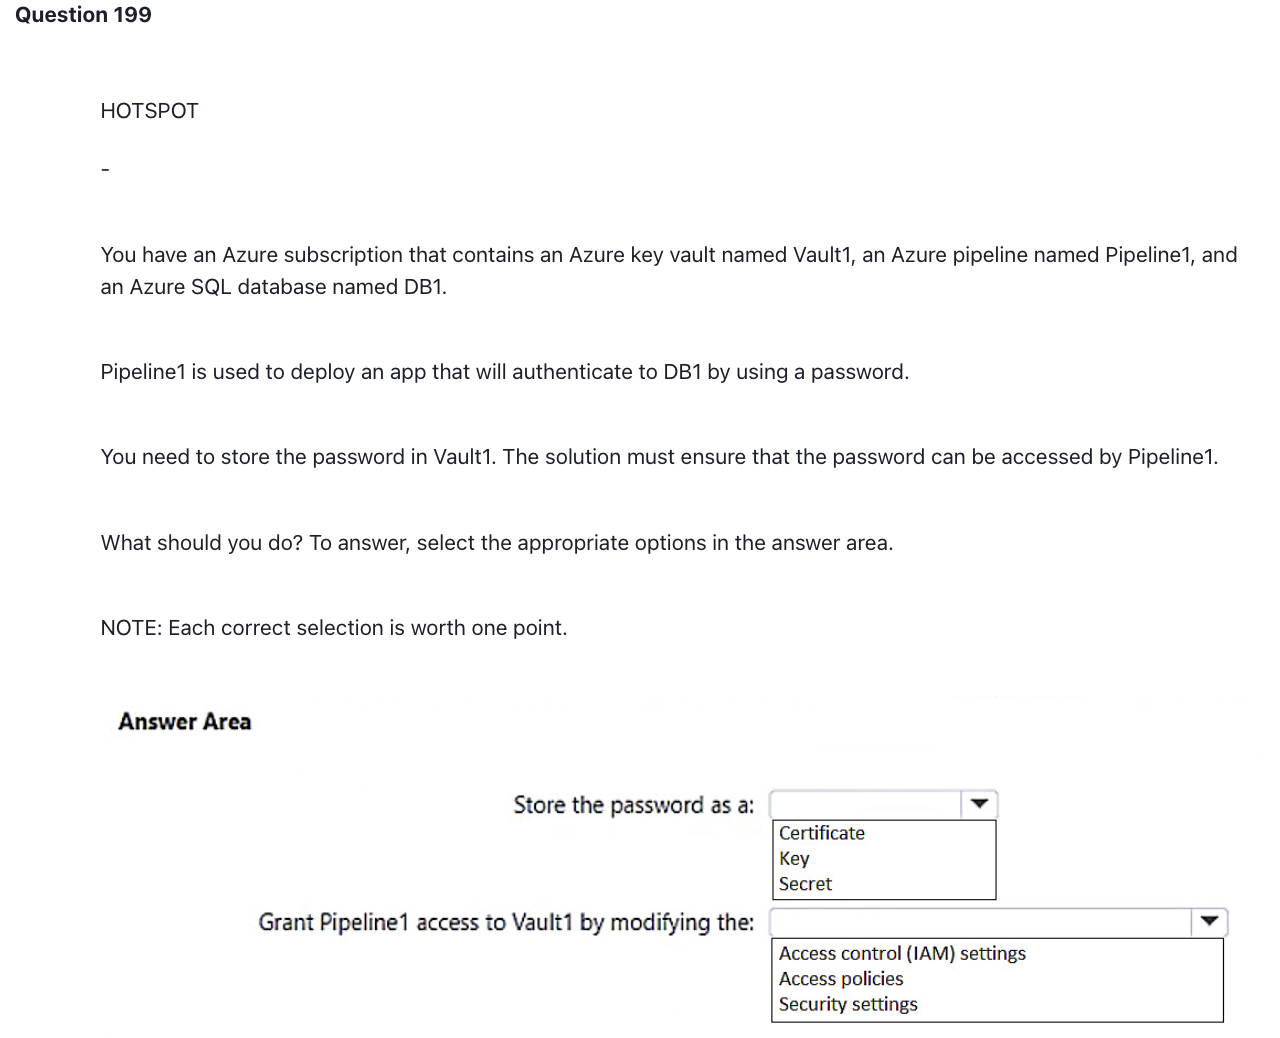 Question 199
HOTSPOT
-
You have an Azure subscription that contains an Azure key vault named Vault1, an Azure pipeline named Pipeline1, and
an Azure SQL database named DB1.
Pipeline1 is used to deploy an app that will authenticate to DB1 by using a password.
You need to store the password in Vault1. The solution must ensure that the password can be accessed by Pipeline1.
What should you do? To answer, select the appropriate options in the answer area.
NOTE: Each correct selection is worth one point.
Answer Area
Store the password as a:
Certificate
Key
Secret
Grant Pipeline1 access to Vault1 by modifying the:
Access control (IAM) settings
Access policies
Security settings